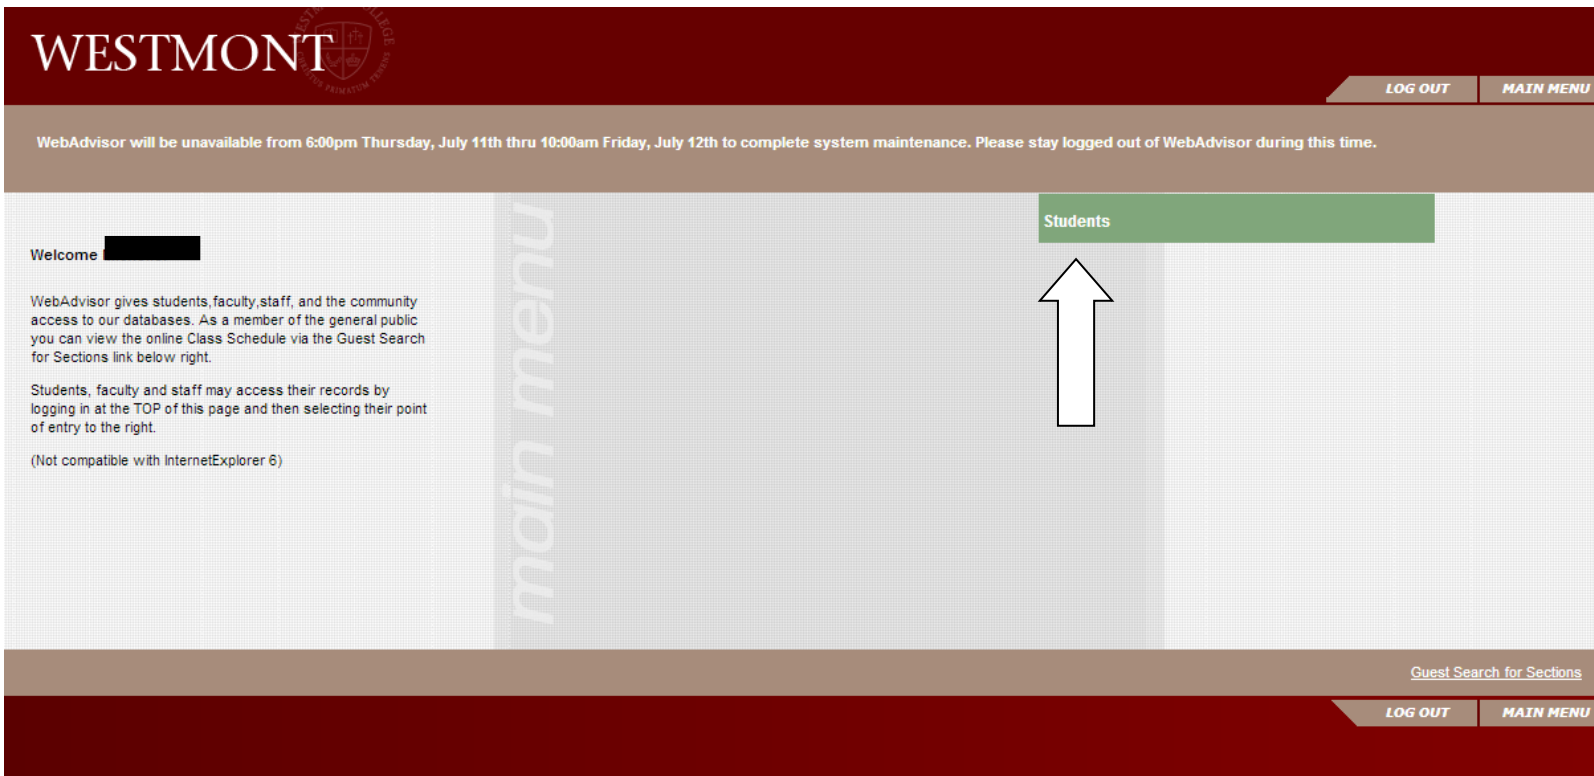 WESTMONT
CHRISTUS PRIMATUM TENENS
LOG OUT MAIN MENU
WebAdvisor will be unavailable from 6:00pm Thursday, July 11th thru 10:00am Friday, July 12th to complete system maintenance. Please stay logged out of WebAdvisor during this time.
Students
Welcome
WebAdvisor gives students,faculty,staff, and the community
access to our databases. As a member of the general public
you can view the online Class Schedule via the Guest Search
for Sections link below right.
Students, faculty and staff may access their records by
logging in at the TOP of this page and then selecting their point
of entry to the right.
(Not compatible with InternetExplorer 6)
main menu
Guest Search for Sections
LOG OUT MAIN MENU